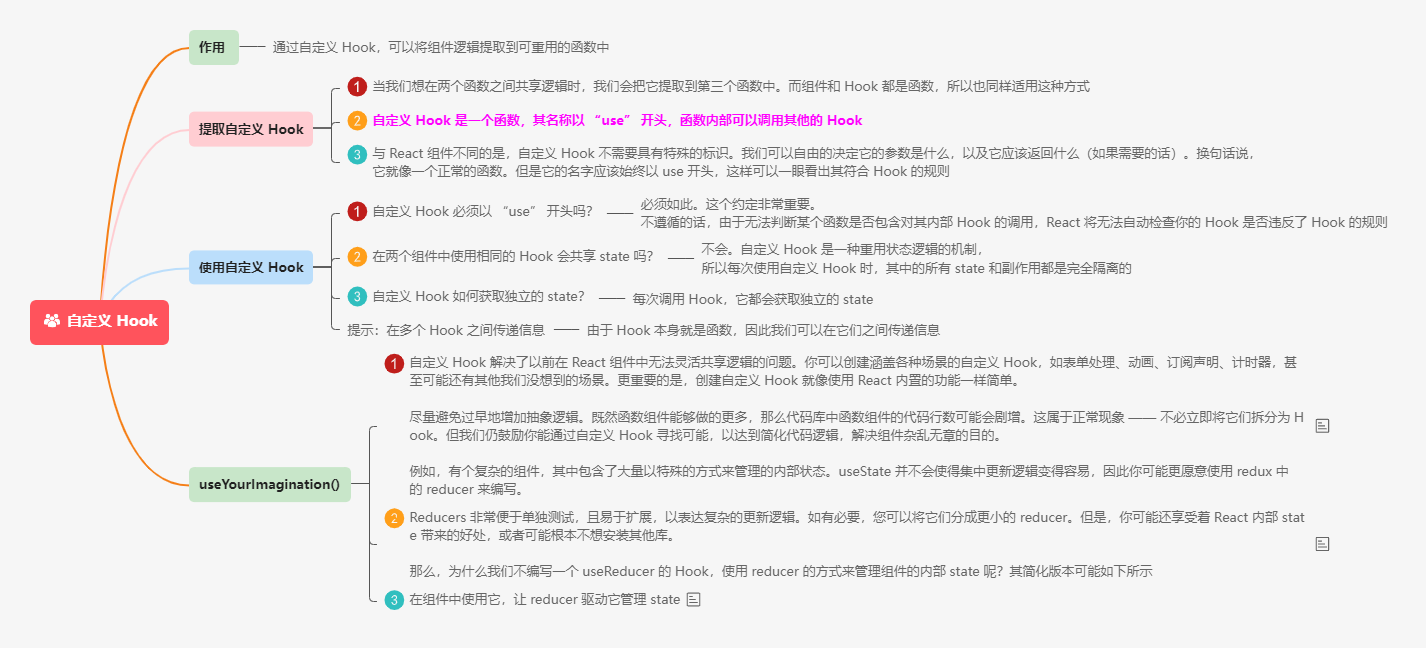 作用
通过自定义 Hook，可以将组件逻辑提取到可重用的函数中
提取自定义 Hook
1 当我们想在两个函数之间共享逻辑时，我们会把它提取到第三个函数中。而组件和 Hook 都是函数，所以也同样适用这种方式
2 自定义 Hook 是一个函数，其名称以 “use” 开头，函数内部可以调用其他的 Hook
3 与 React 组件不同的是，自定义 Hook 不需要具有特殊的标识。我们可以自由的决定它的参数是什么，以及它应该返回什么（如果需要的话）。换句话说，
它就像一个正常的函数。但是它的名字应该始终以 use 开头，这样可以一眼看出其符合 Hook 的规则
使用自定义 Hook
1 自定义 Hook 必须以 “use” 开头吗？
必须如此。这个约定非常重要。
不遵循的话，由于无法判断某个函数是否包含对其内部 Hook 的调用，React 将无法自动检查你的 Hook 是否违反了 Hook 的规则
2 在两个组件中使用相同的 Hook 会共享 state 吗？
不会。自定义 Hook 是一种重用状态逻辑的机制，
所以每次使用自定义 Hook 时，其中的所有 state 和副作用都是完全隔离的
3 自定义 Hook 如何获取独立的 state？
每次调用 Hook，它都会获取独立的 state
提示：在多个 Hook 之间传递信息
由于 Hook 本身就是函数，因此我们可以在它们之间传递信息
自定义 Hook
useYourImagination()
1 自定义 Hook 解决了以前在 React 组件中无法灵活共享逻辑的问题。你可以创建涵盖各种场景的自定义 Hook，如表单处理、动画、订阅声明、计时器，甚
至可能还有其他我们没想到的场景。更重要的是，创建自定义 Hook 就像使用 React 内置的功能一样简单。
尽量避免过早地增加抽象逻辑。既然函数组件能够做的更多，那么代码库中函数组件的代码行数可能会剧增。这属于正常现象 —— 不必立即将它们拆分为 H
ook。但我们仍鼓励你能通过自定义 Hook 寻找可能，以达到简化代码逻辑，解决组件杂乱无章的目的。
例如，有个复杂的组件，其中包含了大量以特殊的方式来管理的内部状态。useState 并不会使得集中更新逻辑变得容易，因此你可能更愿意使用 redux 中
的 reducer 来编写。
2 Reducers 非常便于单独测试，且易于扩展，以表达复杂的更新逻辑。如有必要，您可以将它们分成更小的 reducer。但是，你可能还享受着 React 内部 stat
e 带来的好处，或者可能根本不想安装其他库。
那么，为什么我们不编写一个 useReducer 的 Hook，使用 reducer 的方式来管理组件的内部 state 呢？其简化版本可能如下所示
3 在组件中使用它，让 reducer 驱动它管理 state